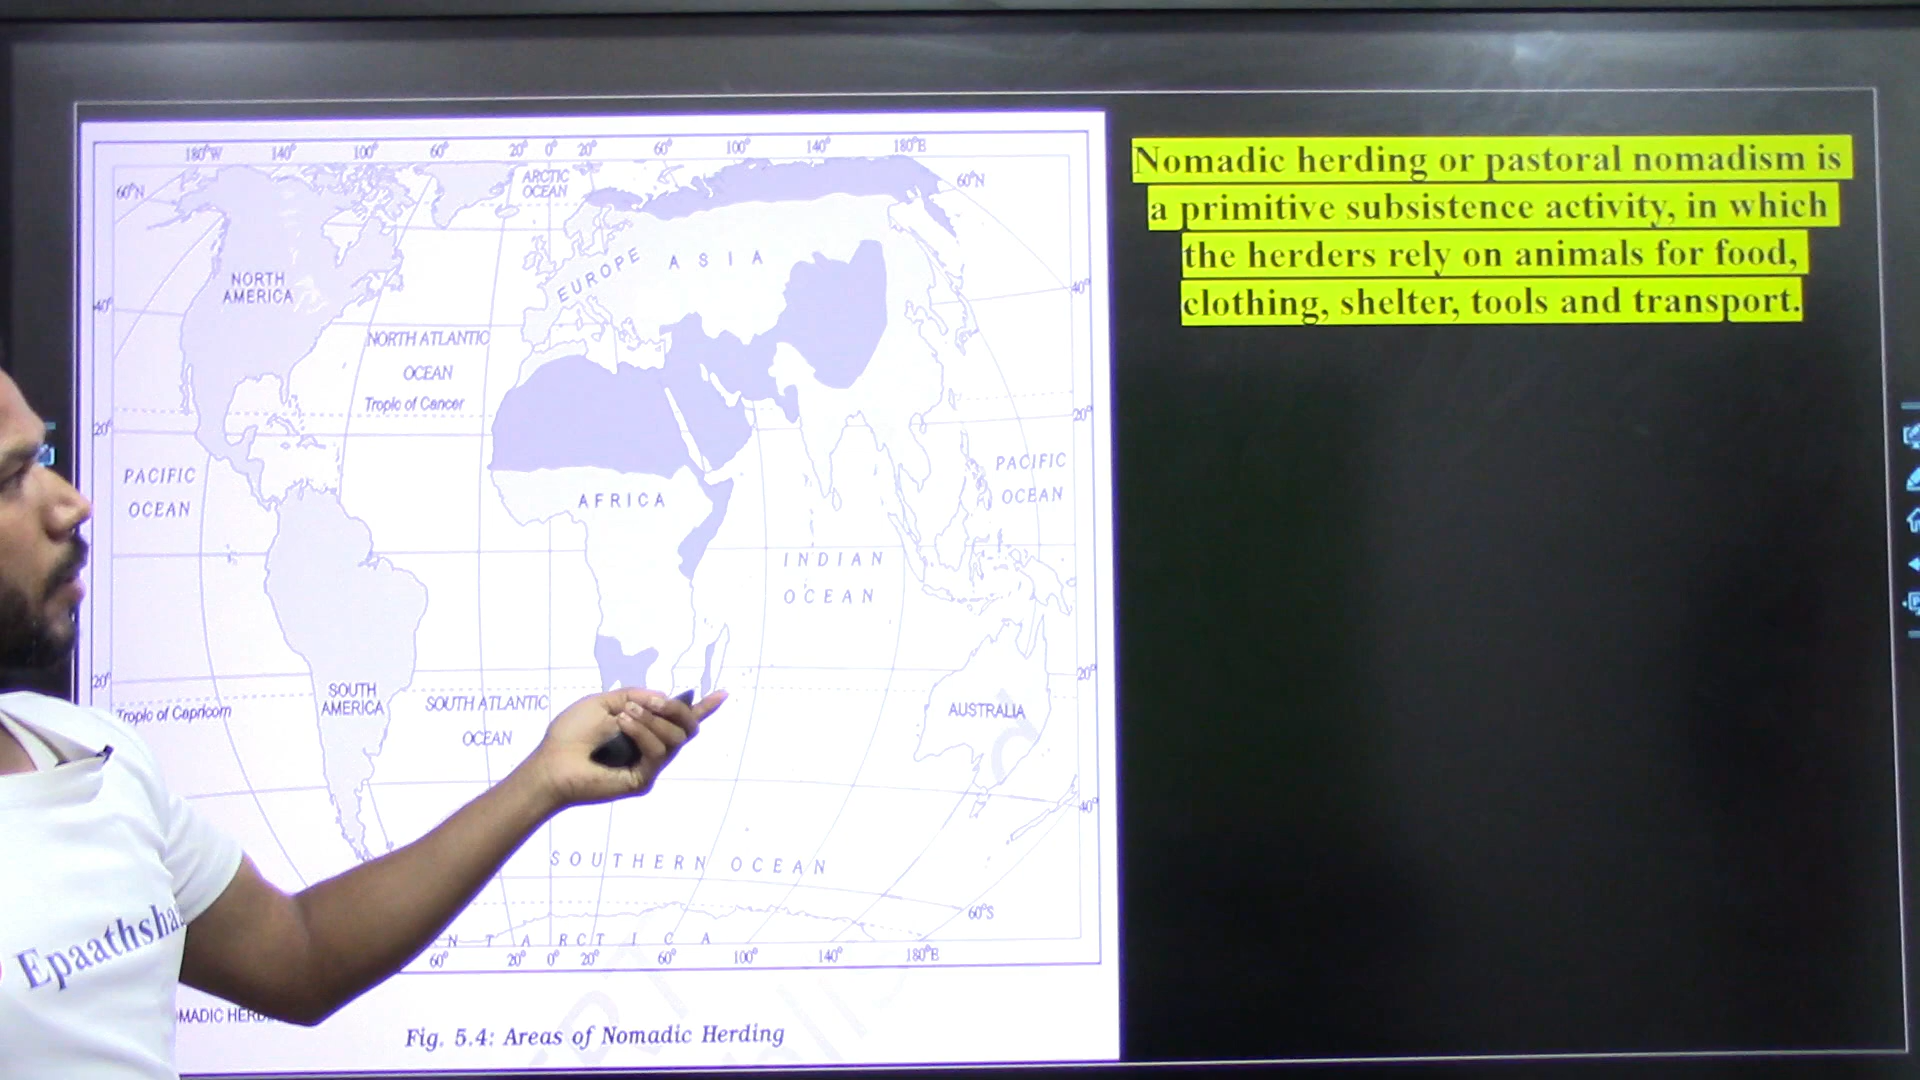 180°W 140° 100° 60° 20° 0° 20° 60° 100° 140° 180°E
ARCTIC
OCEAN
60°N
60°N
NORTH
AMERICA
EUROPE
ASIA
40°
40°
NORTH ATLANTIC
OCEAN
Tropic of Cancer
20°
20°
PACIFIC
OCEAN
AFRICA
PACIFIC
OCEAN
INDIAN
OCEAN
20°
20°
SOUTH
AMERICA
Tropic of Capricorn
SOUTH ATLANTIC
OCEAN
AUSTRALIA
40°
SOUTHERN OCEAN
60°S
NTARCTICA
60° 20° 0° 20° 60° 100° 140° 180°E
MADIC HERD
Fig. 5.4: Areas of Nomadic Herding
Nomadic herding or pastoral nomadism is
a primitive subsistence activity, in which
the herders rely on animals for food,
clothing, shelter, tools and transport.
Epaathsha